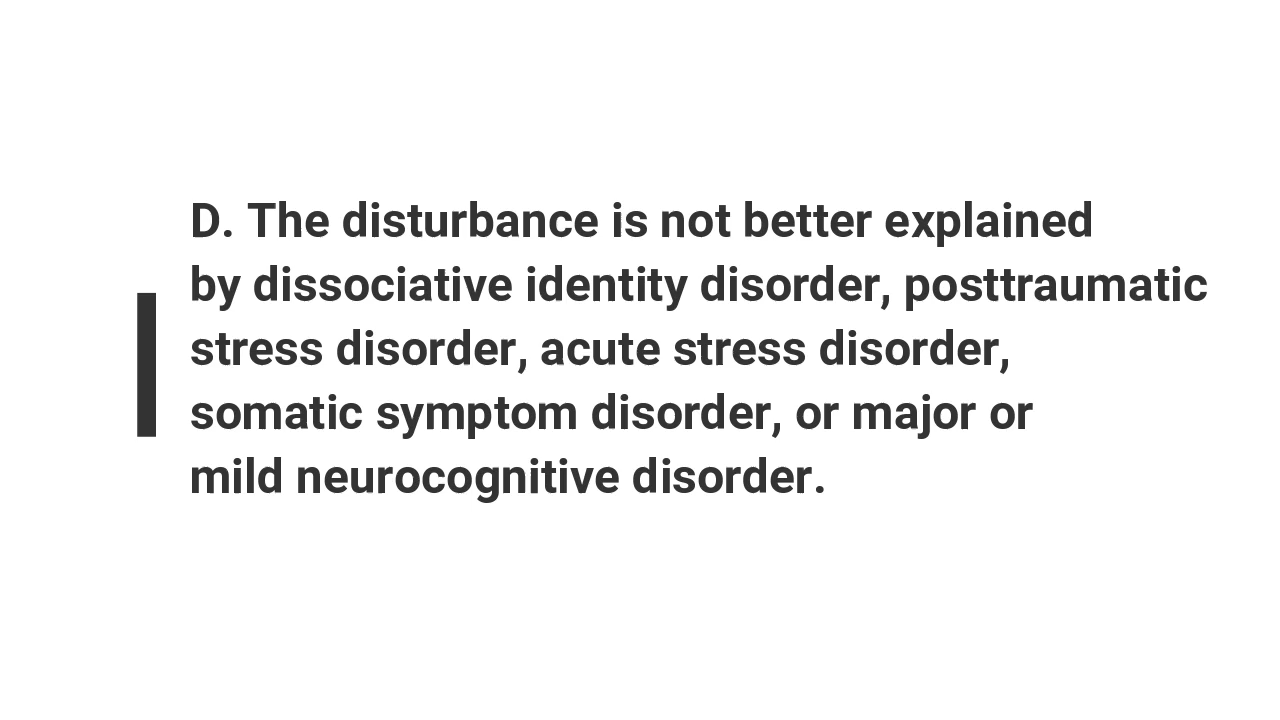 D. The disturbance is not better explained
by dissociative identity disorder, posttraumatic
stress disorder, acute stress disorder,
somatic symptom disorder, or major or
mild neurocognitive disorder.